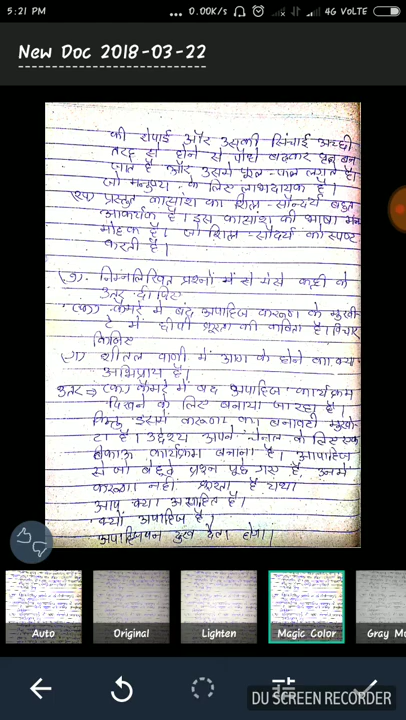 5:21 PM ... 0.00K/s 4G VoLTE
New Doc 2018-03-22
की रोपाई और उसकी सिंचाई अच्छी
तरह से होने से पौधे बढ़कर वृक्ष बन
जाते हैं और उसमे फूल-फल लगते हैं।
जो मनुष्य के लिए लाभदायक है।
प्रस्तुत काव्यांश का शिल्प-सौन्दर्य बहुत
आकर्षक है। इस काव्यांश की भाषा मन
मोहक है। जो शिल्प-सौंदर्य को स्पष्ट
करती है।
निम्नलिखित प्रश्नों में से किन्हीं के
उत्तर दीजिए
(क) कैमरे में बंद अपाहिज करूणा के मुखौ
टे में छीपी क्रूरता की कविता है। विचार
कीजिए
(ग) शीतल वाणी में आग के होने का क्या
अभिप्राय है।
उत्तर ⇒ (क) कैमरे में बंद अपाहिज कार्यक्रम
दिखाने के लिए बनाया जा रहा है।
किन्तु इसमें करूणा का बनावटी मुखौ
टा है। उद्देश्य अपने चैनल के लिए एक
बिकाऊ कार्यक्रम बनाना है। अपाहिज
से जो बेहूदे प्रश्न पूछे गए हैं, उनमें
करूणा नहीं क्रूरता है यथा
आप क्या अपाहिज है।
क्यों अपाहिज है।
अपाहिजपन दुख देता होगा।
Auto Original Lighten Magic Color Gray M
DU SCREEN RECORDER